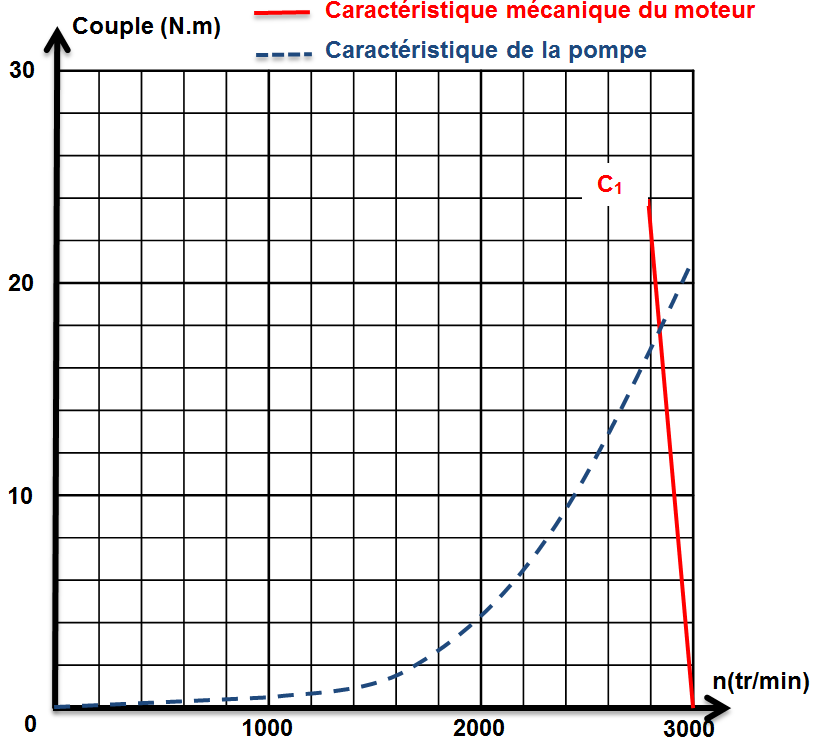 Caractéristique mécanique du moteur
Couple (N.m)
Caractéristique de la pompe
30
C₁
20
10
n(tr/min)
0
1000
2000
3000